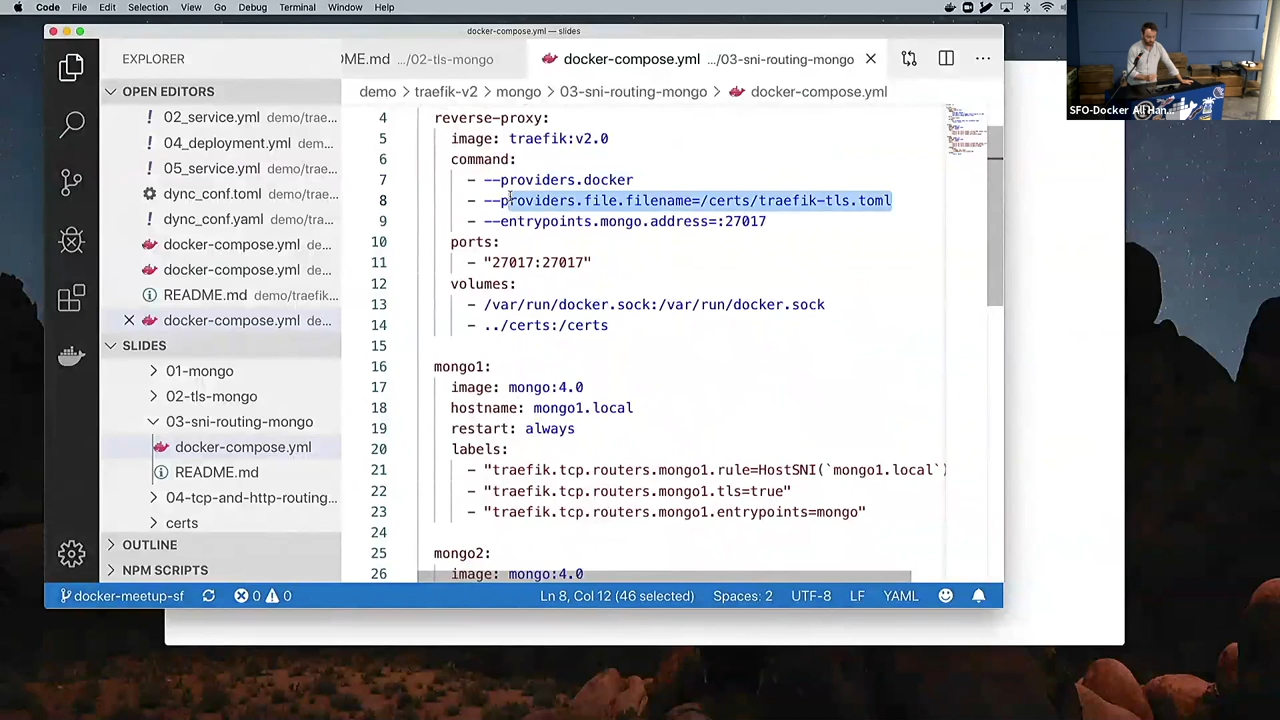 Code File Edit Selection View Go Debug Terminal Window Help
docker-compose.yml — slides
EXPLORER
OME.md .../02-tls-mongo
docker-compose.yml .../03-sni-routing-mongo
OPEN EDITORS
demo > traefik-v2 > mongo > 03-sni-routing-mongo > docker-compose.yml
02_service.yml demo/trae...
04_deployment.yml dem...
05_service.yml demo/trae...
dync_conf.toml demo/tra...
dync_conf.yaml demo/tra...
docker-compose.yml de...
docker-compose.yml de...
README.md demo/traefik...
docker-compose.yml de...
SLIDES
01-mongo
02-tls-mongo
03-sni-routing-mongo
docker-compose.yml
README.md
04-tcp-and-http-routing...
certs
OUTLINE
NPM SCRIPTS
4 reverse-proxy:
5 image: traefik:v2.0
6 command:
7 - --providers.docker
8 - --providers.file.filename=/certs/traefik-tls.toml
9 - --entrypoints.mongo.address=:27017
10 ports:
11 - "27017:27017"
12 volumes:
13 - /var/run/docker.sock:/var/run/docker.sock
14 - ../certs:/certs
15
16 mongo1:
17 image: mongo:4.0
18 hostname: mongo1.local
19 restart: always
20 labels:
21 - "traefik.tcp.routers.mongo1.rule=HostSNI(`mongo1.local`)
22 - "traefik.tcp.routers.mongo1.tls=true"
23 - "traefik.tcp.routers.mongo1.entrypoints=mongo"
24
25 mongo2:
26 image: mongo:4.0
docker-meetup-sf 0 0 Ln 8, Col 12 (46 selected) Spaces: 2 UTF-8 LF YAML
SFO-Docker All Han...